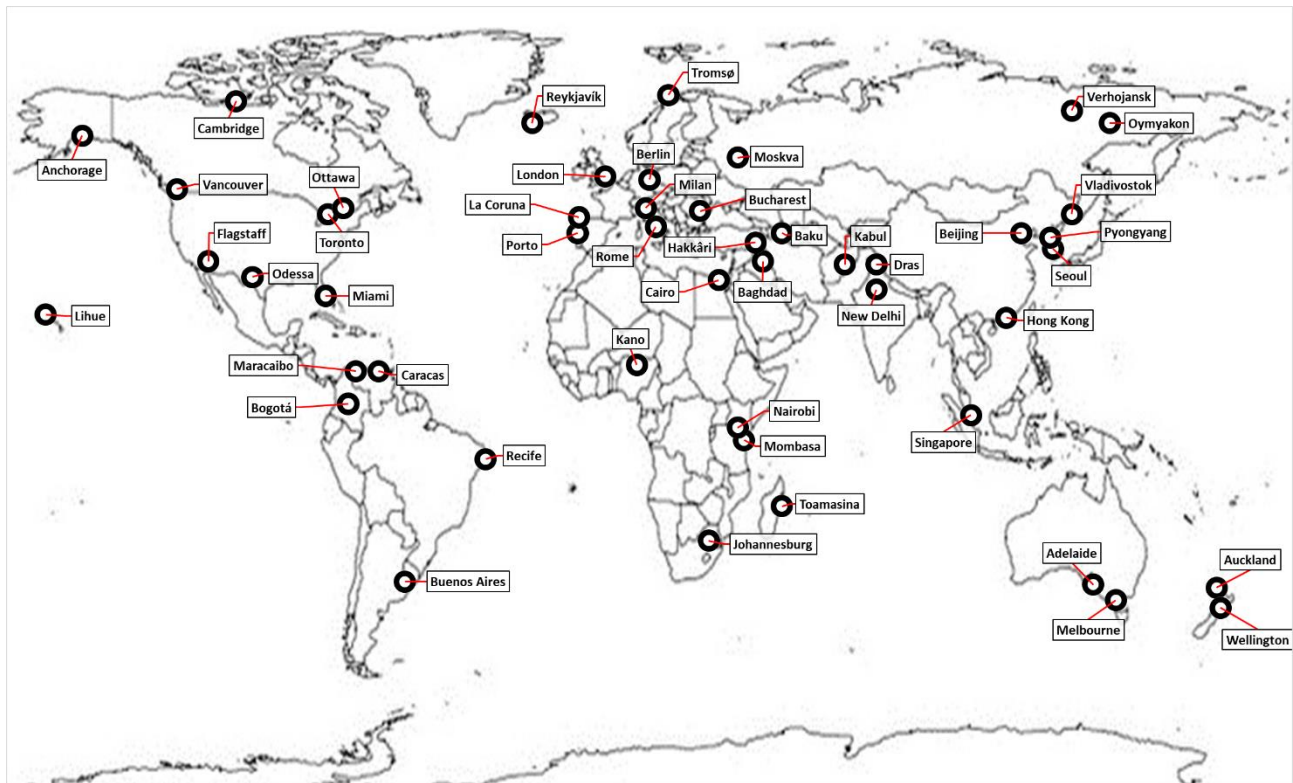 Tromsø
Reykjavík
Verhojansk
Cambridge
Oymyakon
Berlin
Moskva
Anchorage
London
Ottawa
Vancouver
Milan
Vladivostok
La Coruna
Bucharest
Flagstaff
Toronto
Porto
Rome
Hakkâri
Baku
Kabul
Beijing
Pyongyang
Odessa
Dras
Seoul
Miami
Cairo
Baghdad
Lihue
New Delhi
Hong Kong
Kano
Maracaibo
Caracas
Bogotá
Nairobi
Singapore
Mombasa
Recife
Toamasina
Johannesburg
Adelaide
Auckland
Buenos Aires
Melbourne
Wellington